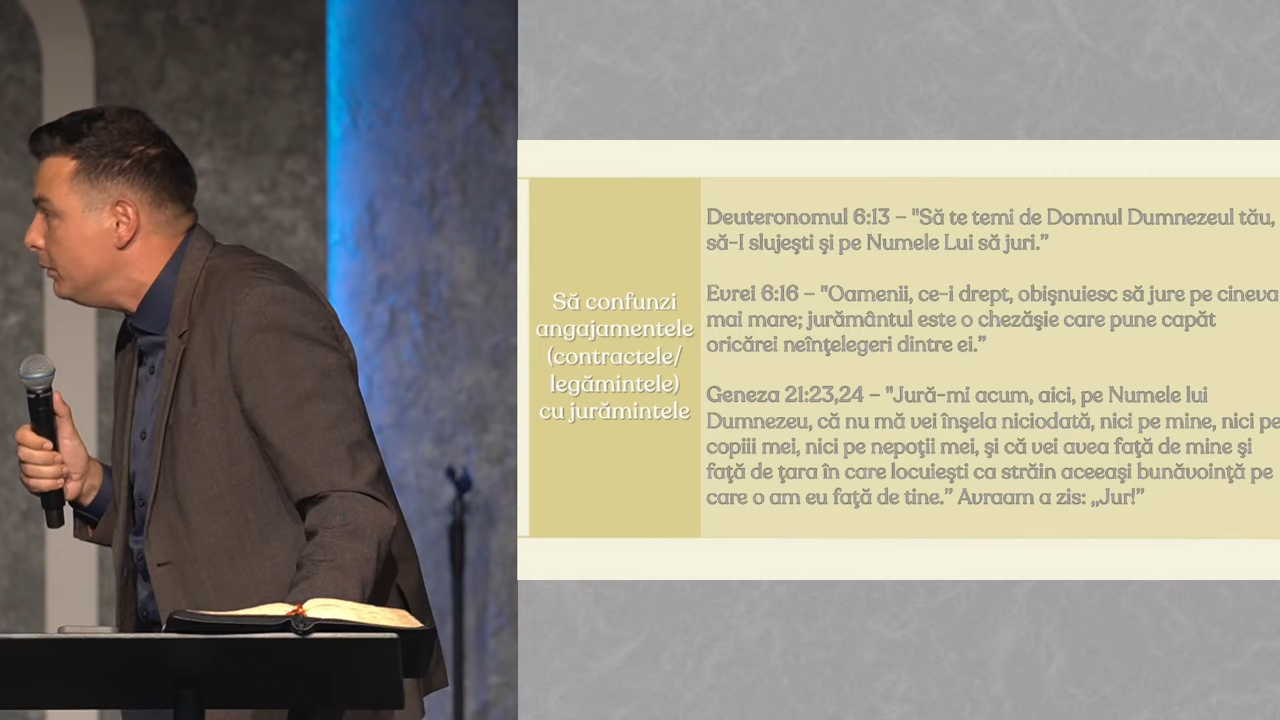 Să confunzi
angajamentele
(contractele/
legămintele)
cu jurămintele
Deuteronomul 6:13 – "Să te temi de Domnul Dumnezeul tău,
să-I slujeşti şi pe Numele Lui să juri.”
Evrei 6:16 – "Oamenii, ce-i drept, obişnuiesc să jure pe cineva
mai mare; jurământul este o chezăşie care pune capăt
oricărei neînţelegeri dintre ei.”
Geneza 21:23,24 – "Jură-mi acum, aici, pe Numele lui
Dumnezeu, că nu mă vei înşela niciodată, nici pe mine, nici pe
copiii mei, nici pe nepoţii mei, şi că vei avea faţă de mine şi
faţă de ţara în care locuieşti ca străin aceeaşi bunăvoinţă pe
care o am eu faţă de tine.” Avraam a zis: „Jur!”